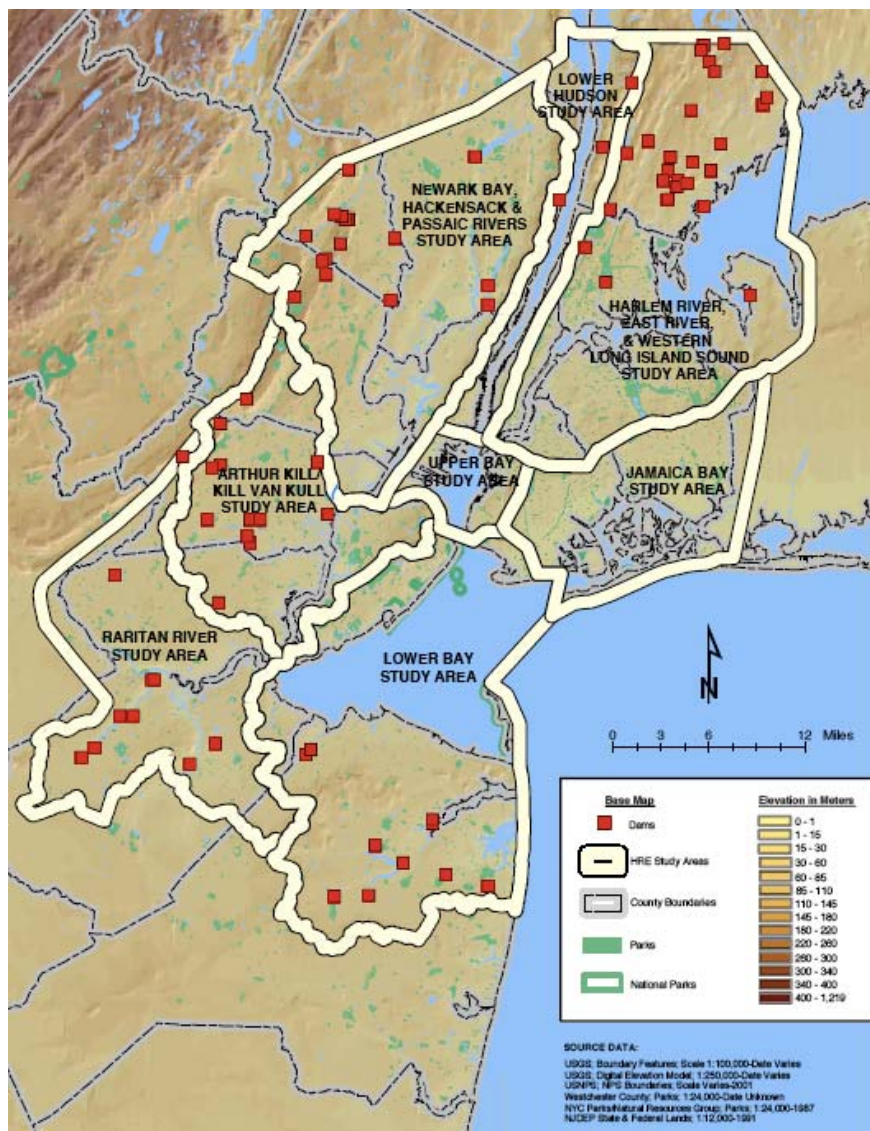 LOWER
HUDSON
STUDY AREA
NEWARK BAY,
HACKENSACK &
PASSAIC RIVERS
STUDY AREA
HARLEM RIVER,
EAST RIVER,
& WESTERN
LONG ISLAND SOUND
STUDY AREA
UPPER BAY
STUDY AREA
JAMAICA BAY
STUDY AREA
ARTHUR KILL/
KILL VAN KULL
STUDY AREA
RARITAN RIVER
STUDY AREA
LOWER BAY
STUDY AREA
N
0 6 12 Miles
Base Map
Dams
HRE Study Areas
County Boundaries
Parks
National Parks
Elevation in Meters
0 - 1
1 - 15
15 - 30
30 - 60
60 - 85
85 - 110
110 - 145
145 - 180
180 - 220
220 - 260
260 - 300
300 - 340
340 - 400
400 - 1,219
SOURCE DATA:
USGS; Boundary Features; Scale 1:100,000-Date Varies
USGS; Digital Elevation Model; 1:250,000-Date Varies
USNPS; NPS Boundaries; Scale Varies-2001
Westchester County; Parks; 1:24,000-Date Unknown
NYC Parks/Natural Resources Group; Parks; 1:24,000-1987
NJDEP State & Federal Lands; 1:12,000-1991